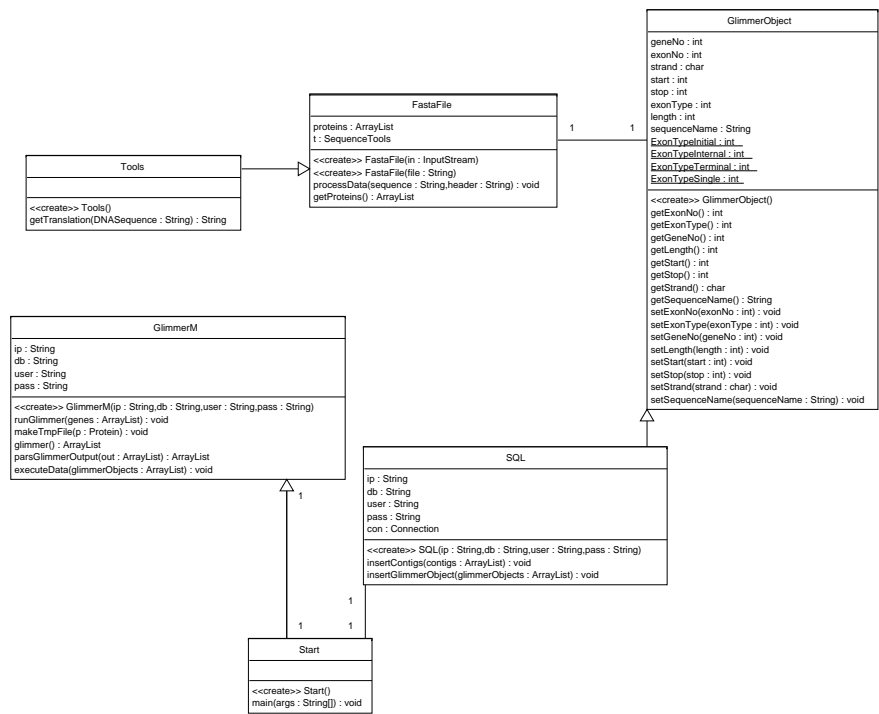 GlimmerObject
geneNo : int
exonNo : int
strand : char
start : int
stop : int
exonType : int
length : int
sequenceName : String
ExonTypeInitial : int
ExonTypeInternal : int
ExonTypeTerminal : int
ExonTypeSingle : int
<<create>> GlimmerObject()
getExonNo() : int
getExonType() : int
getGeneNo() : int
getLength() : int
getStart() : int
getStop() : int
getStrand() : char
getSequenceName() : String
setExonNo(exonNo : int) : void
setExonType(exonType : int) : void
setGeneNo(geneNo : int) : void
setLength(length : int) : void
setStart(start : int) : void
setStop(stop : int) : void
setStrand(strand : char) : void
setSequenceName(sequenceName : String) : void
FastaFile
proteins : ArrayList
t : SequenceTools
<<create>> FastaFile(in : InputStream)
<<create>> FastaFile(file : String)
processData(sequence : String,header : String) : void
getProteins() : ArrayList
1
1
Tools
<<create>> Tools()
getTranslation(DNASequence : String) : String
GlimmerM
ip : String
db : String
user : String
pass : String
<<create>> GlimmerM(ip : String,db : String,user : String,pass : String)
runGlimmer(genes : ArrayList) : void
makeTmpFile(p : Protein) : void
glimmer() : ArrayList
parsGlimmerOutput(out : ArrayList) : ArrayList
executeData(glimmerObjects : ArrayList) : void
1
SQL
ip : String
db : String
user : String
pass : String
con : Connection
<<create>> SQL(ip : String,db : String,user : String,pass : String)
insertContigs(contigs : ArrayList) : void
insertGlimmerObject(glimmerObjects : ArrayList) : void
1
1
1
Start
<<create>> Start()
main(args : String[]) : void